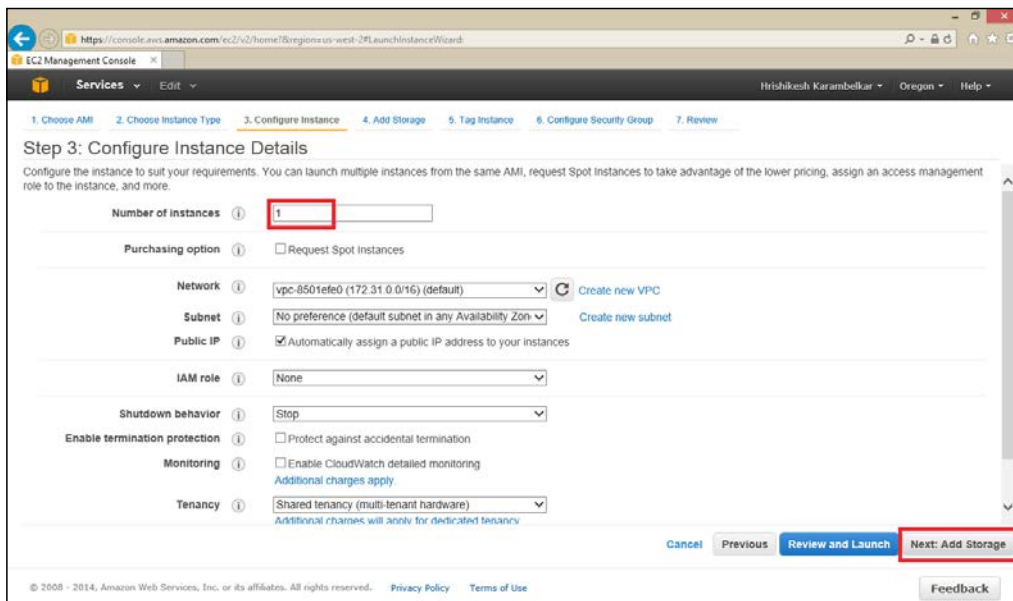 https://console.aws.amazon.com/ec2/v2/home?&region=us-west-2#LaunchInstanceWizard:
EC2 Management Console
Services Edit Hrishikesh Karambelkar Oregon Help
1. Choose AMI 2. Choose Instance Type 3. Configure Instance 4. Add Storage 5. Tag Instance 6. Configure Security Group 7. Review
Step 3: Configure Instance Details
Configure the instance to suit your requirements. You can launch multiple instances from the same AMI, request Spot Instances to take advantage of the lower pricing, assign an access management
role to the instance, and more.
Number of instances 1
Purchasing option Request Spot Instances
Network vpc-8501efe0 (172.31.0.0/16) (default) Create new VPC
Subnet No preference (default subnet in any Availability Zon Create new subnet
Public IP Automatically assign a public IP address to your instances
IAM role None
Shutdown behavior Stop
Enable termination protection Protect against accidental termination
Monitoring Enable CloudWatch detailed monitoring
Additional charges apply.
Tenancy Shared tenancy (multi-tenant hardware)
Additional charges will apply for dedicated tenancy
Cancel Previous Review and Launch Next: Add Storage
© 2008 - 2014, Amazon Web Services, Inc. or its affiliates. All rights reserved. Privacy Policy Terms of Use Feedback